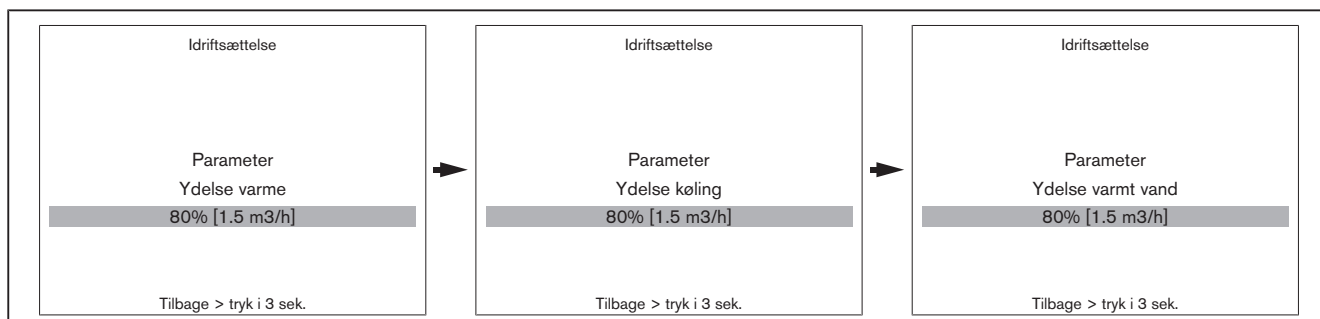 Idriftsættelse
Parameter
Ydelse varme
80% [1.5 m3/h]
Tilbage > tryk i 3 sek.
Idriftsættelse
Parameter
Ydelse køling
80% [1.5 m3/h]
Tilbage > tryk i 3 sek.
Idriftsættelse
Parameter
Ydelse varmt vand
80% [1.5 m3/h]
Tilbage > tryk i 3 sek.